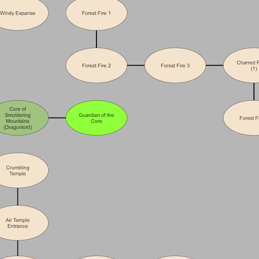 Windy Expanse
Forest Fire 1
Forest Fire 2
Forest Fire 3
Charred F
(1)
Core of
Smoldering
Mountains
(Dragonlord)
Guardian of the
Core
Forest Fi
Crumbling
Temple
Air Temple
Entrance